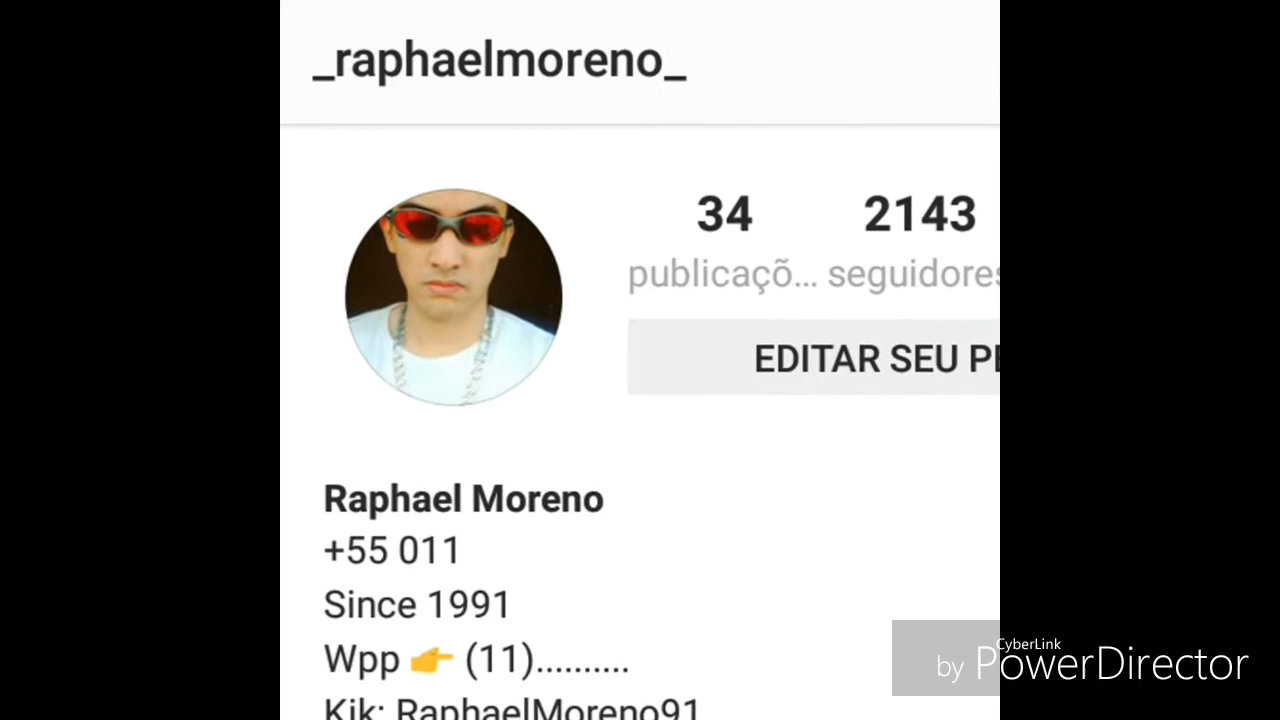 _raphaelmoreno_
34 2143
publicaçõ... seguidores
EDITAR SEU PE
Raphael Moreno
+55 011
Since 1991
Wpp 👉 (11)..........
Kik: RaphaelMoreno91
CyberLink
by PowerDirector